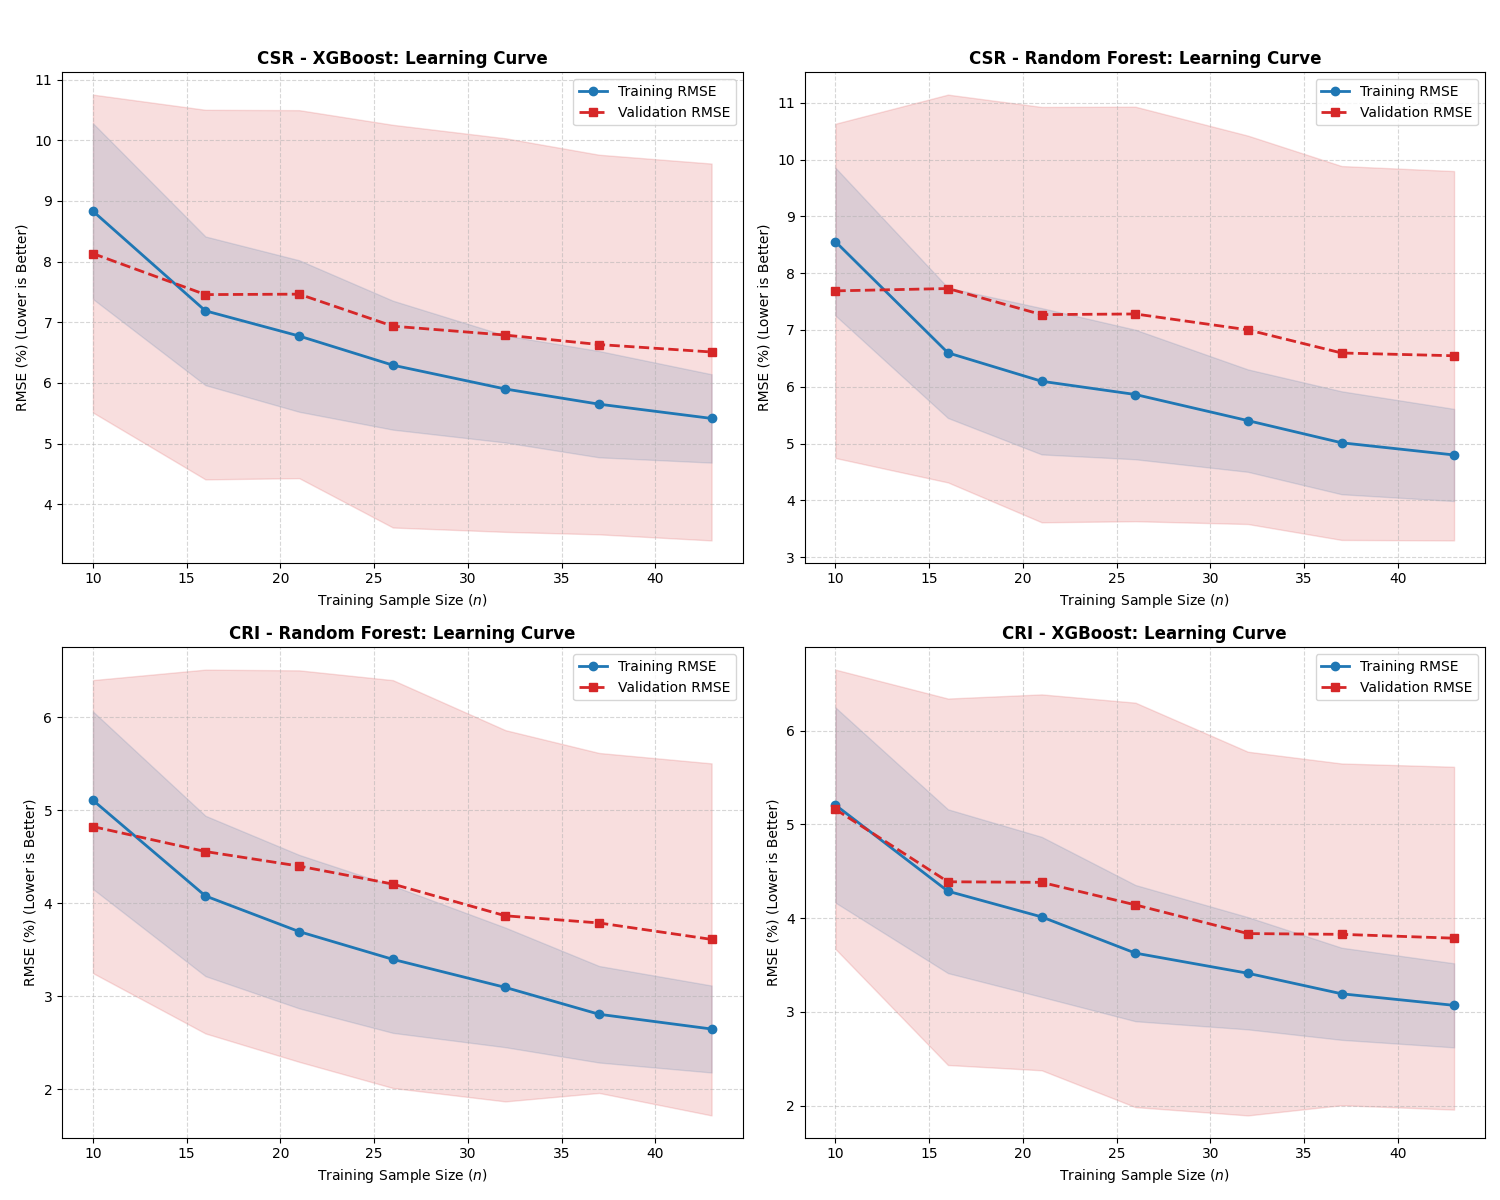 CSR - XGBoost: Learning Curve
Training RMSE
Validation RMSE
RMSE (%) (Lower is Better)
11
10
9
8
7
6
5
4
10 15 20 25 30 35 40
Training Sample Size (n)
CSR - Random Forest: Learning Curve
Training RMSE
Validation RMSE
RMSE (%) (Lower is Better)
11
10
9
8
7
6
5
4
3
10 15 20 25 30 35 40
Training Sample Size (n)
CRI - Random Forest: Learning Curve
Training RMSE
Validation RMSE
RMSE (%) (Lower is Better)
6
5
4
3
2
10 15 20 25 30 35 40
Training Sample Size (n)
CRI - XGBoost: Learning Curve
Training RMSE
Validation RMSE
RMSE (%) (Lower is Better)
6
5
4
3
2
10 15 20 25 30 35 40
Training Sample Size (n)